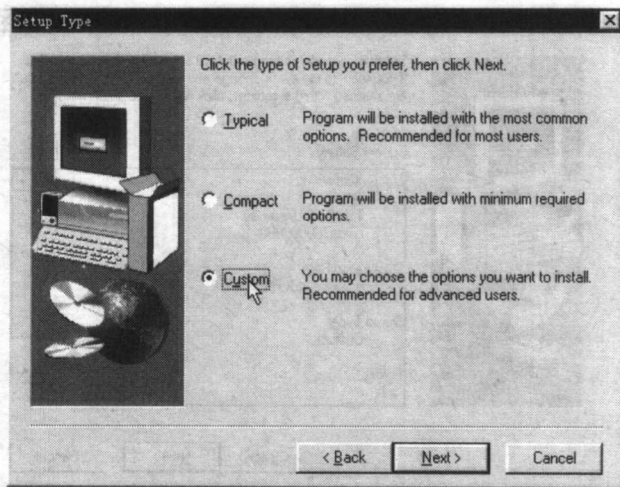 Setup Type
Click the type of Setup you prefer, then click Next.
Typical Program will be installed with the most common
options. Recommended for most users.
Compact Program will be installed with minimum required
options.
Custom You may choose the options you want to install.
Recommended for advanced users.
< Back Next > Cancel